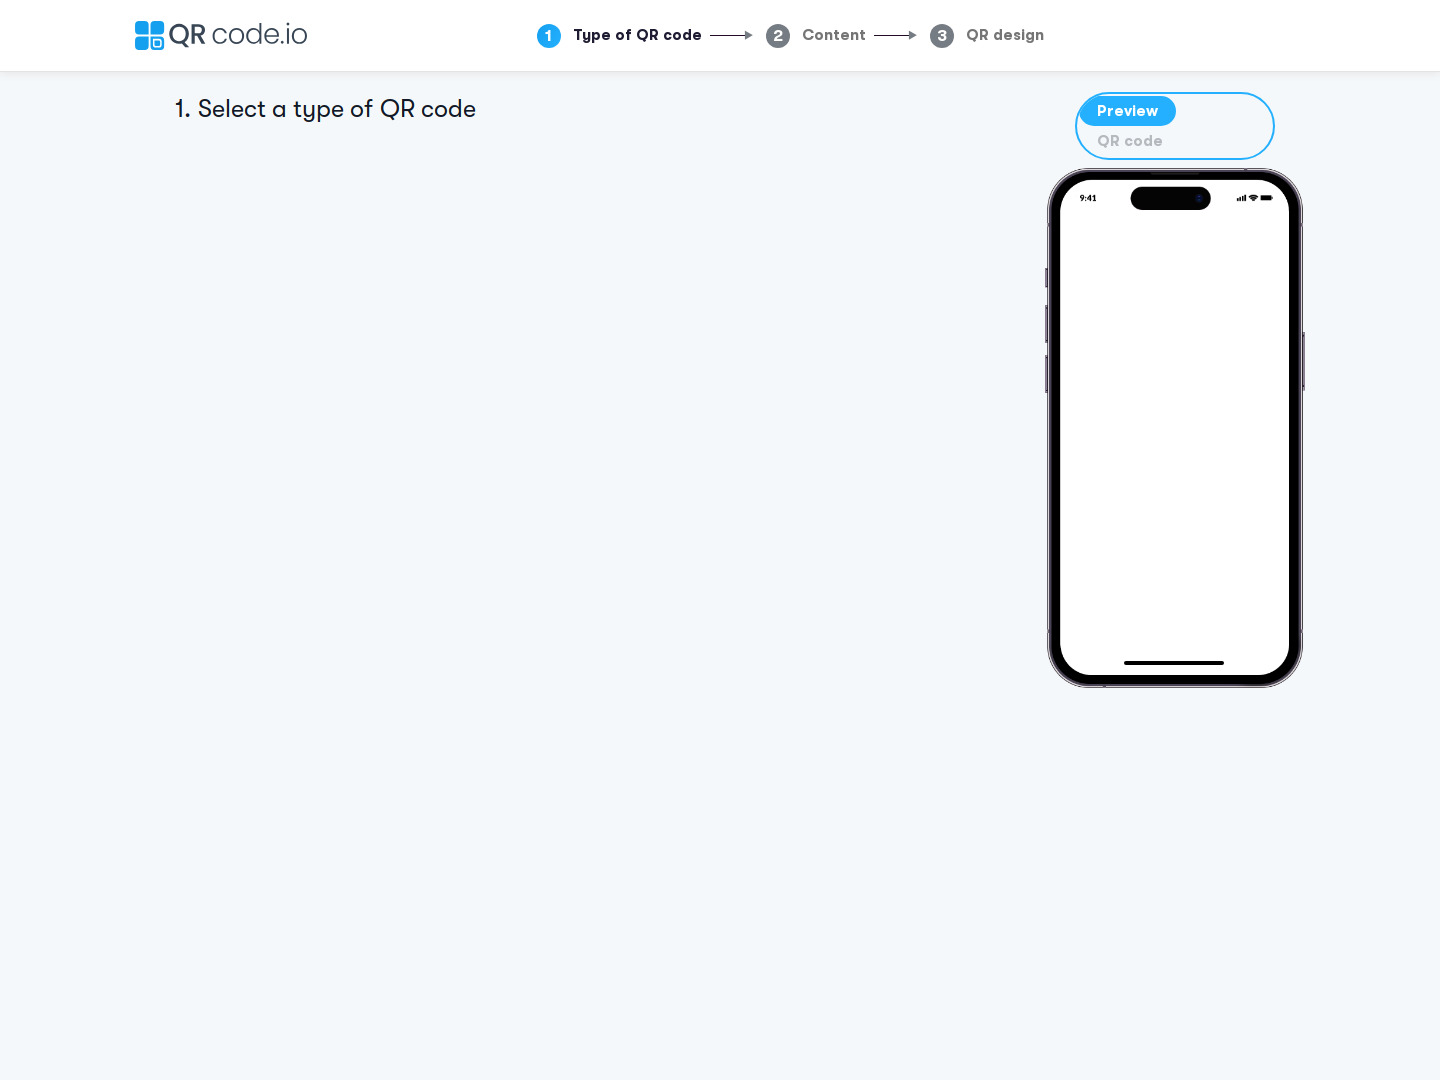 QR code.io
1 Type of QR code 2 Content 3 QR design
1. Select a type of QR code
Preview
QR code
9:41